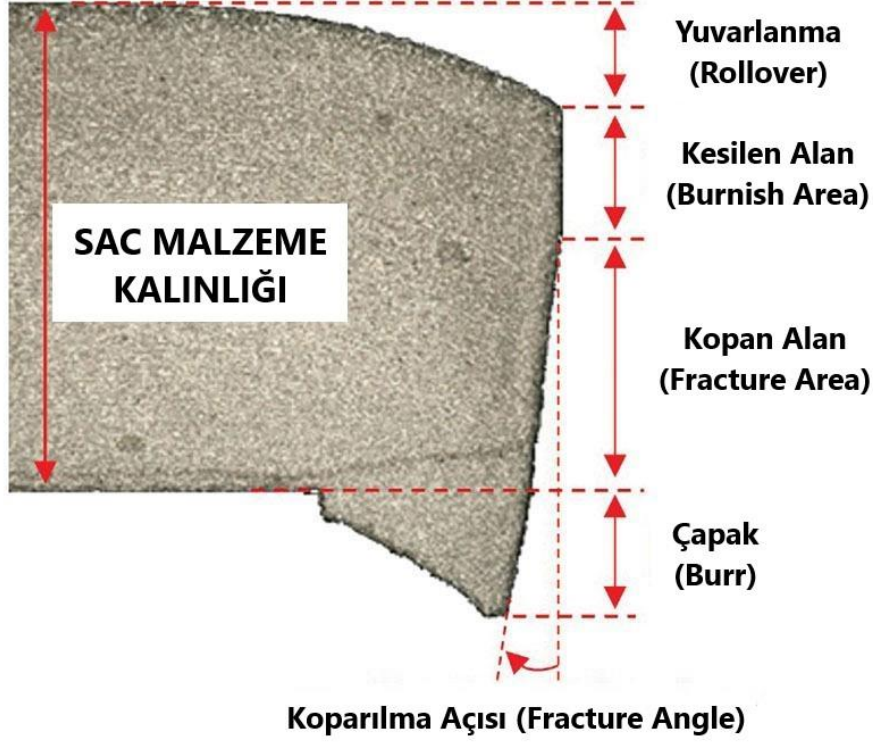 Yuvarlanma
(Rollover)
Kesilen Alan
(Burnish Area)
SAC MALZEME
KALINLIĞI
Kopan Alan
(Fracture Area)
Çapak
(Burr)
Koparılma Açısı (Fracture Angle)